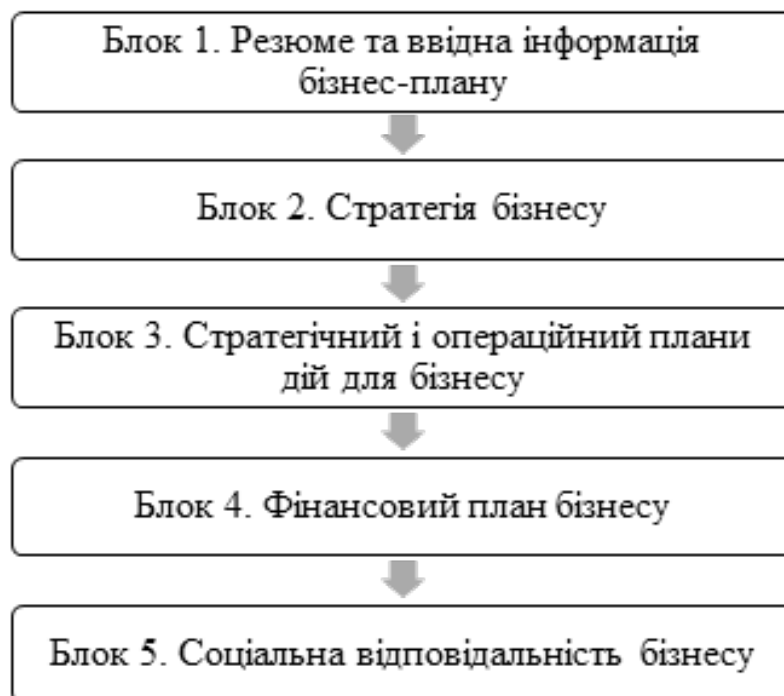 Блок 1. Резюме та ввідна інформація
бізнес-плану
Блок 2. Стратегія бізнесу
Блок 3. Стратегічний і операційний плани
дій для бізнесу
Блок 4. Фінансовий план бізнесу
Блок 5. Соціальна відповідальність бізнесу